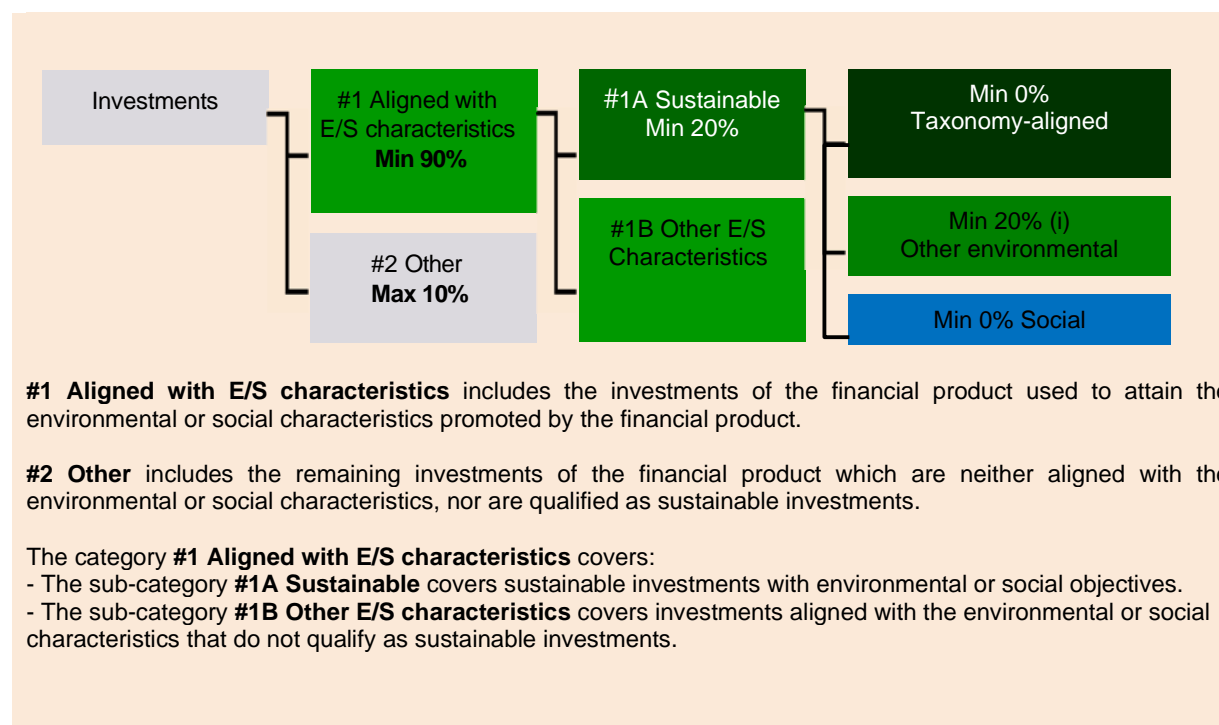 Investments
#1 Aligned with
E/S characteristics
Min 90%
#2 Other
Max 10%
#1A Sustainable
Min 20%
#1B Other E/S
Characteristics
Min 0%
Taxonomy-aligned
Min 20% (i)
Other environmental
Min 0% Social
#1 Aligned with E/S characteristics includes the investments of the financial product used to attain the
environmental or social characteristics promoted by the financial product.
#2 Other includes the remaining investments of the financial product which are neither aligned with the
environmental or social characteristics, nor are qualified as sustainable investments.
The category #1 Aligned with E/S characteristics covers:
- The sub-category #1A Sustainable covers sustainable investments with environmental or social objectives.
- The sub-category #1B Other E/S characteristics covers investments aligned with the environmental or social
characteristics that do not qualify as sustainable investments.